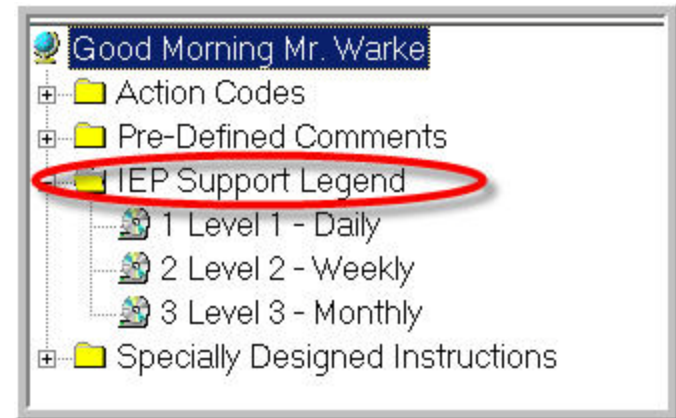 Good Morning Mr. Warke
Action Codes
Pre-Defined Comments
IEP Support Legend
1 Level 1 - Daily
2 Level 2 - Weekly
3 Level 3 - Monthly
Specially Designed Instructions